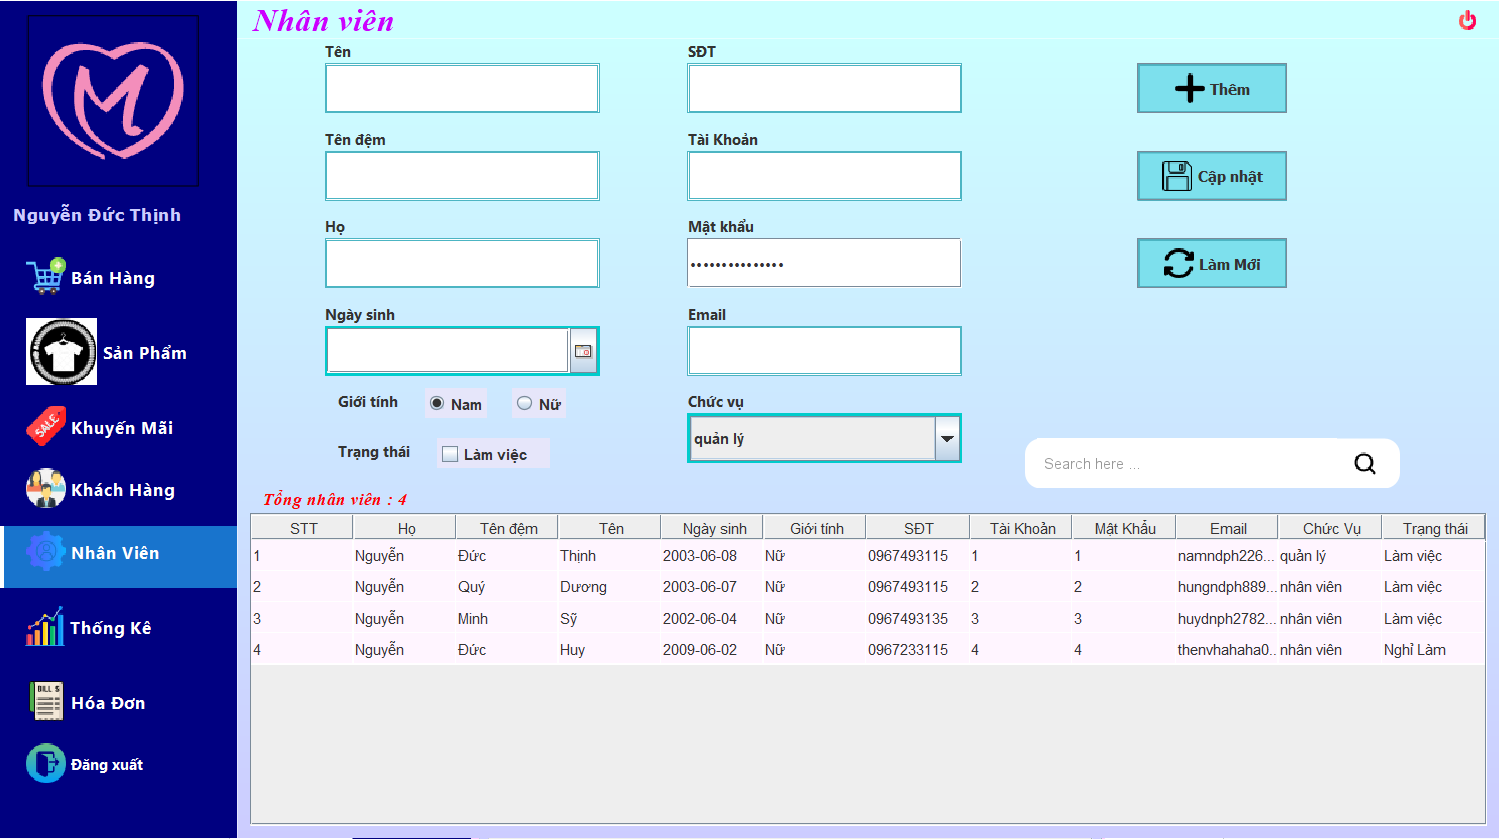 Nguyễn Đức Thịnh
Bán Hàng
Sản Phẩm
SALE
Khuyến Mãi
Khách Hàng
Nhân Viên
Thống Kê
BILL $
Hóa Đơn
Đăng xuất
Nhân viên
Tên
SĐT
Thêm
Tên đệm
Tài Khoản
Cập nhật
Họ
Mật khẩu
••••••••••••••
Làm Mới
Ngày sinh
Email
Giới tính Nam Nữ
Chức vụ
quản lý
Trạng thái Làm việc
Search here ...
Tổng nhân viên : 4
STT Họ Tên đệm Tên Ngày sinh Giới tính SĐT Tài Khoản Mật Khẩu Email Chức Vụ Trạng thái
1 Nguyễn Đức Thịnh 2003-06-08 Nữ 0967493115 1 1 namndph226... quản lý Làm việc
2 Nguyễn Quý Dương 2003-06-07 Nữ 0967493115 2 2 hungndph889... nhân viên Làm việc
3 Nguyễn Minh Sỹ 2002-06-04 Nữ 0967493135 3 3 huydnph2782... nhân viên Làm việc
4 Nguyễn Đức Huy 2009-06-02 Nữ 0967233115 4 4 thenvhahaha0... nhân viên Nghỉ Làm